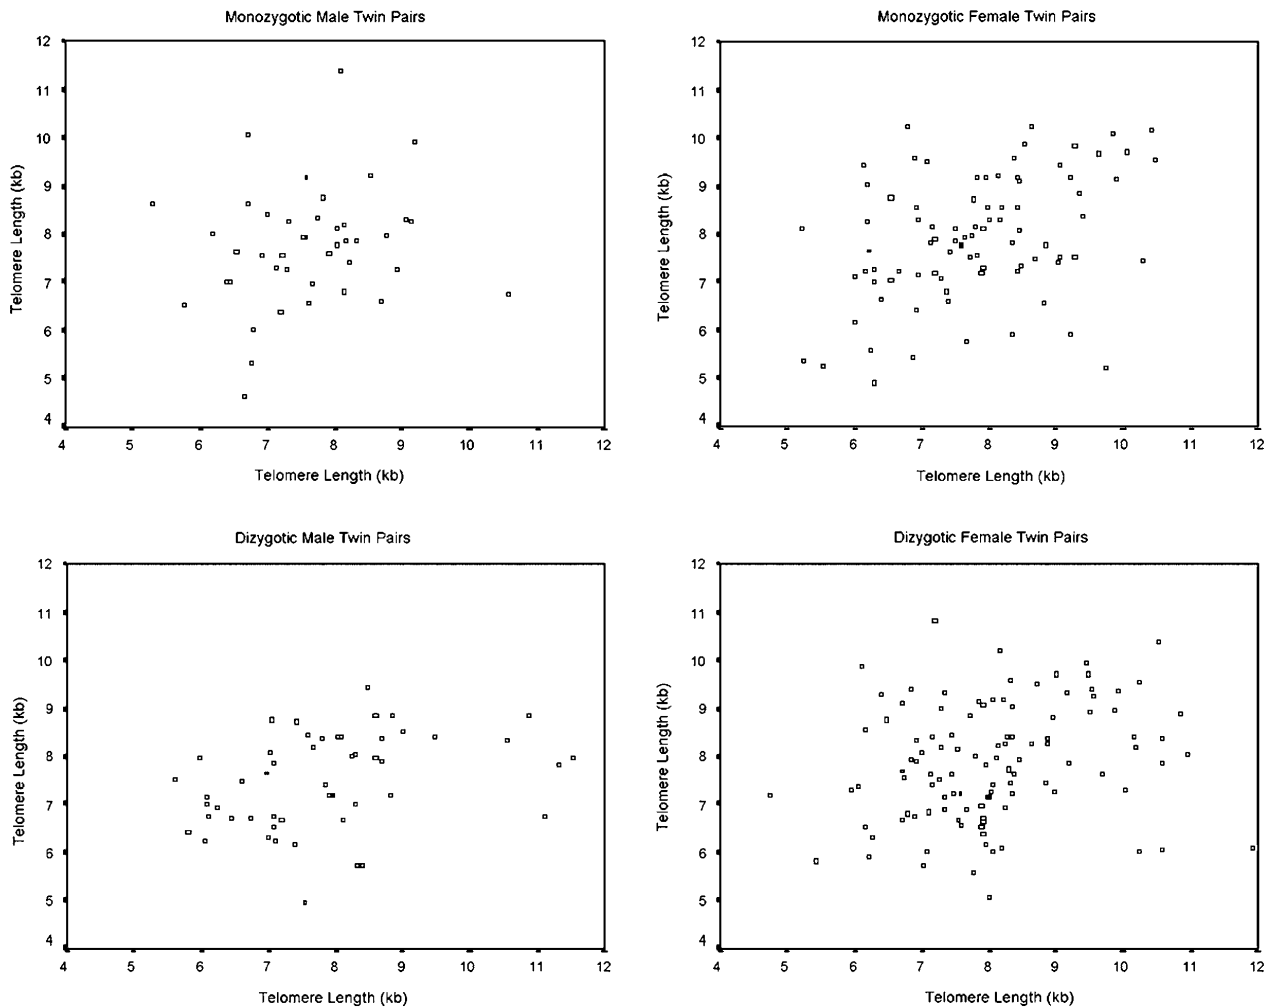 Monozygotic Male Twin Pairs
12
11
10
9
8
7
6
5
4
Telomere Length (kb)
4 5 6 7 8 9 10 11 12
Telomere Length (kb)
Monozygotic Female Twin Pairs
12
11
10
9
8
7
6
5
4
Telomere Length (kb)
4 5 6 7 8 9 10 11 12
Telomere Length (kb)
Dizygotic Male Twin Pairs
12
11
10
9
8
7
6
5
4
Telomere Length (kb)
4 5 6 7 8 9 10 11 12
Telomere Length (kb)
Dizygotic Female Twin Pairs
12
11
10
9
8
7
6
5
4
Telomere Length (kb)
4 5 6 7 8 9 10 11 12
Telomere Length (kb)